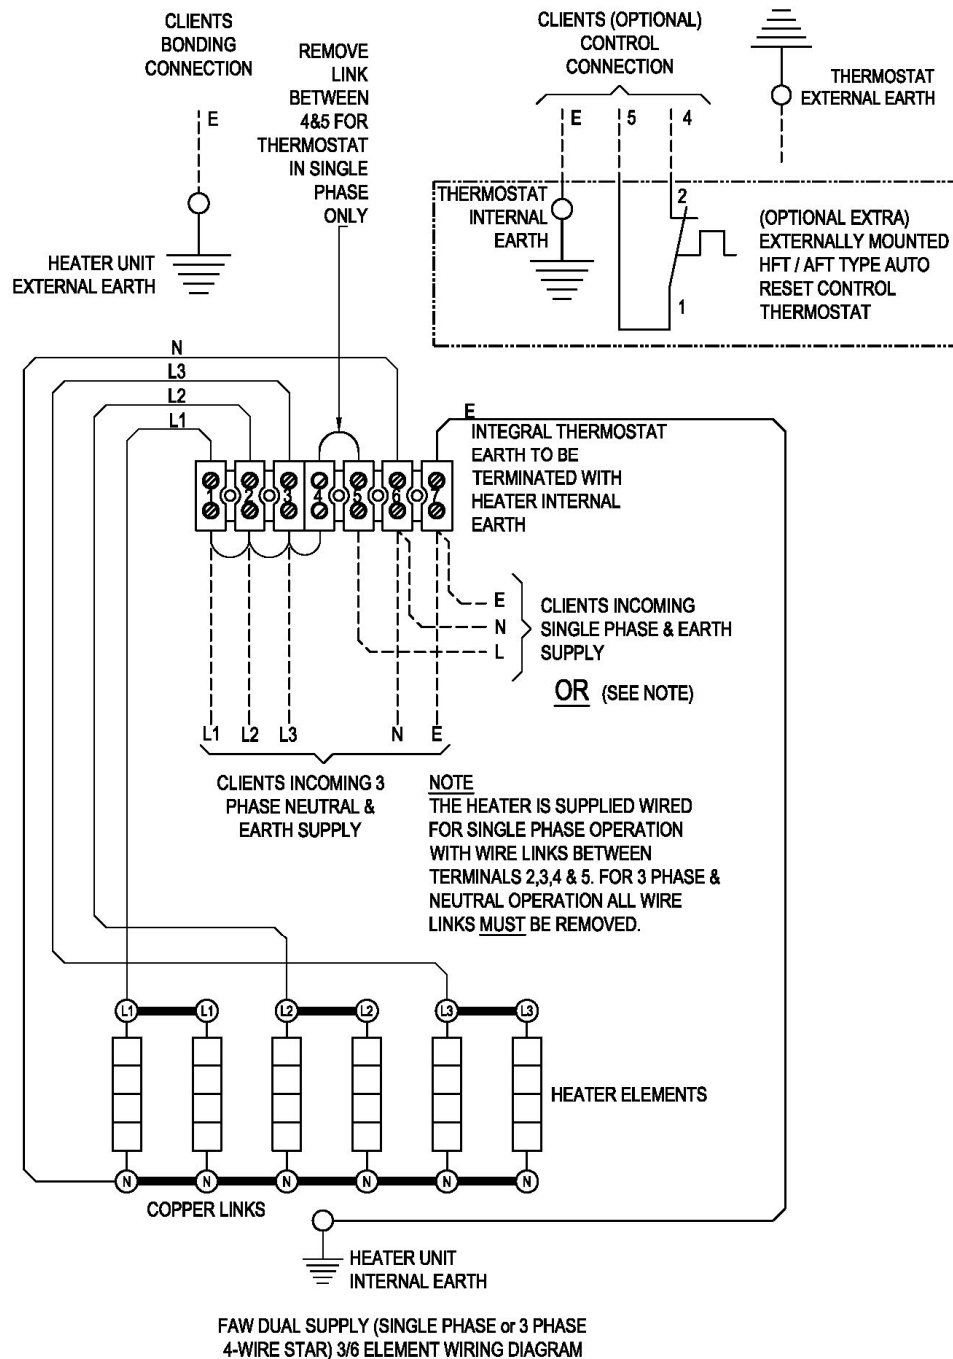 CLIENTS
BONDING
CONNECTION
E
HEATER UNIT
EXTERNAL EARTH
REMOVE
LINK
BETWEEN
4&5 FOR
THERMOSTAT
IN SINGLE
PHASE
ONLY
CLIENTS (OPTIONAL)
CONTROL
CONNECTION
E 5 4
THERMOSTAT
EXTERNAL EARTH
THERMOSTAT
INTERNAL
EARTH
2
1
(OPTIONAL EXTRA)
EXTERNALLY MOUNTED
HFT / AFT TYPE AUTO
RESET CONTROL
THERMOSTAT
N
L3
L2
L1
E
INTEGRAL THERMOSTAT
EARTH TO BE
TERMINATED WITH
HEATER INTERNAL
EARTH
1 2 3 4 5 6 7
E
N
L
CLIENTS INCOMING
SINGLE PHASE & EARTH
SUPPLY
OR (SEE NOTE)
L1 L2 L3 N E
CLIENTS INCOMING 3
PHASE NEUTRAL &
EARTH SUPPLY
NOTE
THE HEATER IS SUPPLIED WIRED
FOR SINGLE PHASE OPERATION
WITH WIRE LINKS BETWEEN
TERMINALS 2,3,4 & 5. FOR 3 PHASE &
NEUTRAL OPERATION ALL WIRE
LINKS MUST BE REMOVED.
L1 L1 L2 L2 L3 L3
HEATER ELEMENTS
N N N N N N
COPPER LINKS
HEATER UNIT
INTERNAL EARTH
FAW DUAL SUPPLY (SINGLE PHASE or 3 PHASE
4-WIRE STAR) 3/6 ELEMENT WIRING DIAGRAM